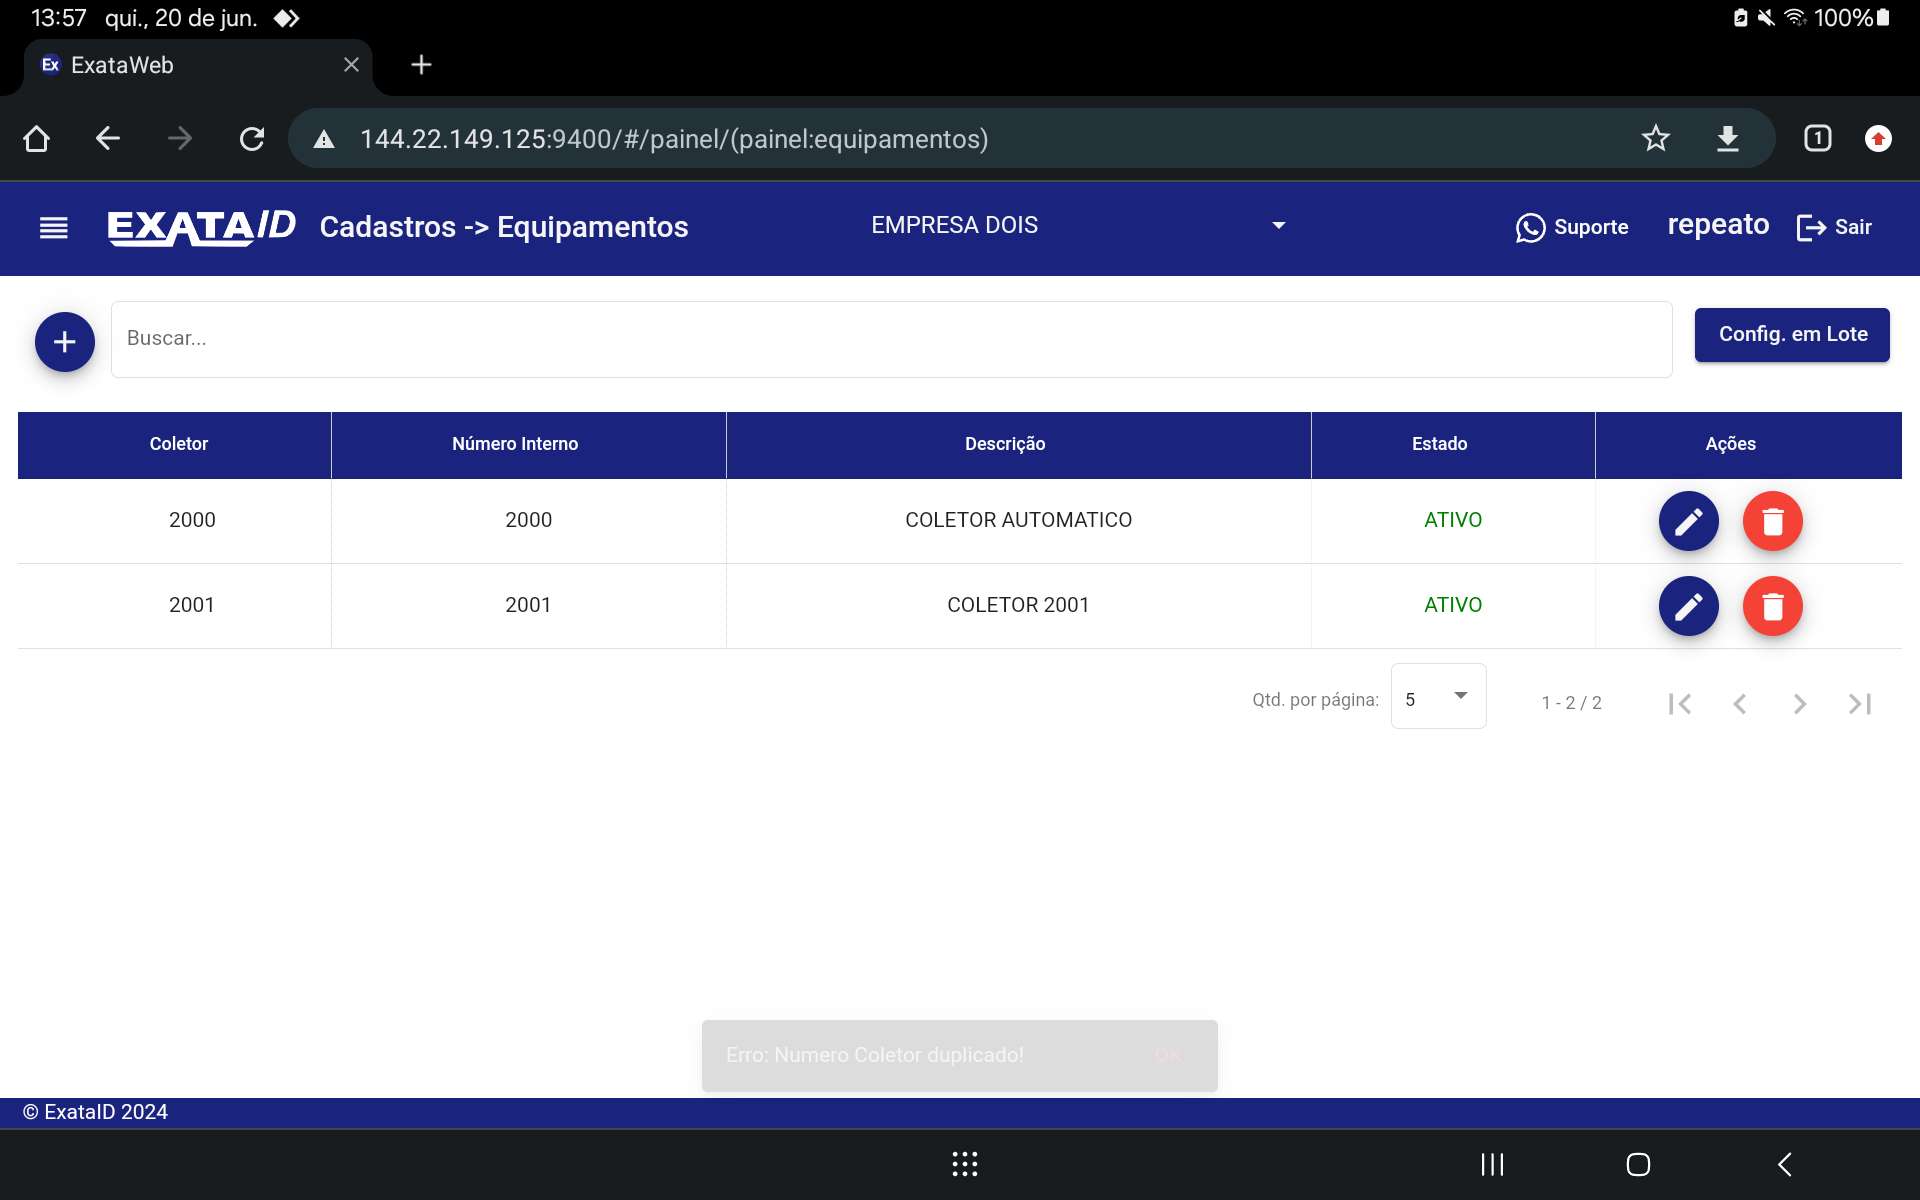 13:57 qui., 20 de jun. 100%
Ex ExataWeb
144.22.149.125:9400/#/painel/(painel:equipamentos) 1
EXATAID Cadastros -> Equipamentos EMPRESA DOIS Suporte repeato Sair
Buscar... Config. em Lote
Coletor Número Interno Descrição Estado Ações
2000 2000 COLETOR AUTOMATICO ATIVO
2001 2001 COLETOR 2001 ATIVO
Qtd. por página: 5 1 - 2 / 2
Erro: Numero Coletor duplicado! OK
© ExataID 2024